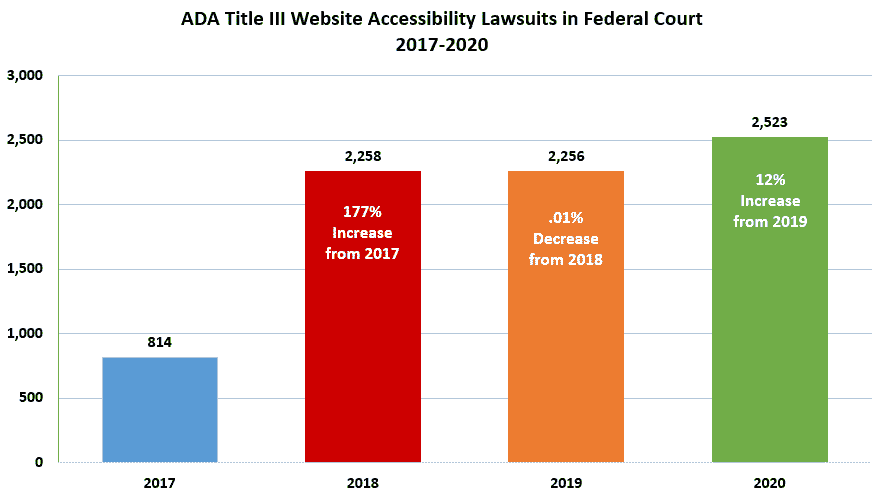 ADA Title III Website Accessibility Lawsuits in Federal Court
2017-2020
3,000
2,500
2,000
1,500
1,000
500
0
814
2,258
177%
Increase
from 2017
2,256
.01%
Decrease
from 2018
2,523
12%
Increase
from 2019
2017
2018
2019
2020